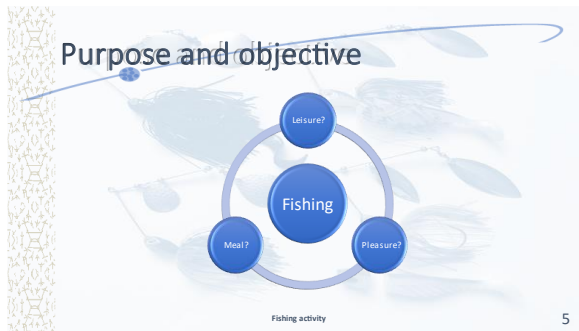 Purpose and objective
Leisure?
Fishing
Meal?
Pleasure?
Fishing activity
5